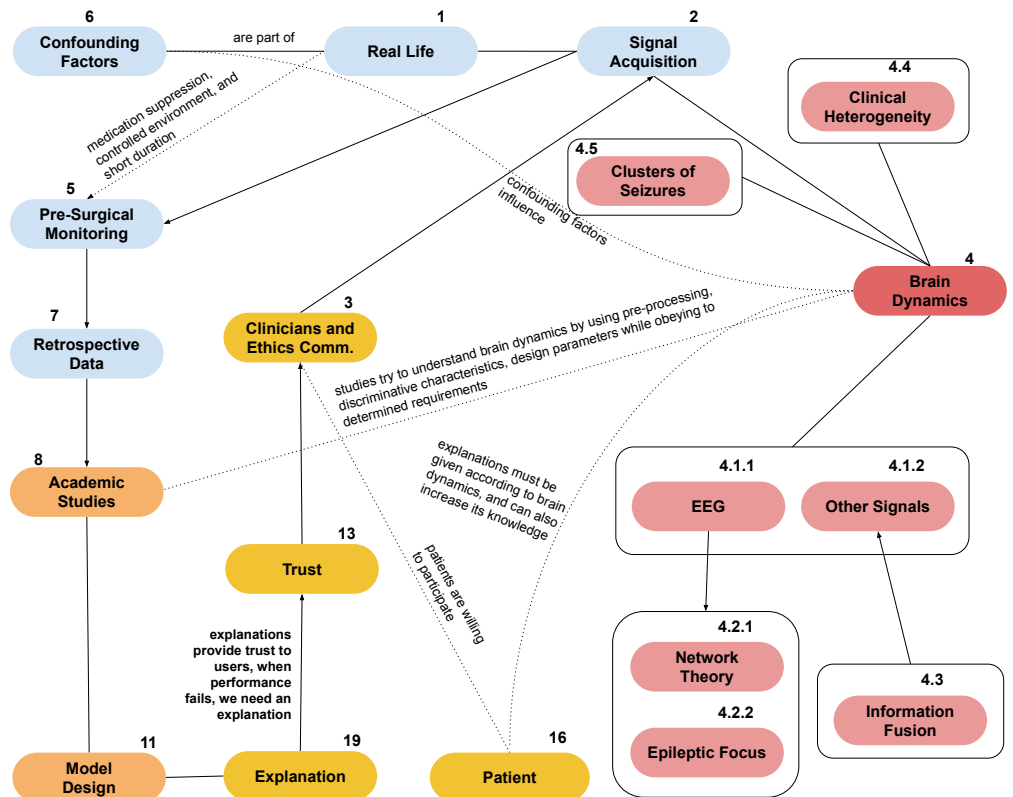 6
1
2
Confounding
Factors
are part of
Real Life
Signal
Acquisition
4.4
Clinical
Heterogeneity
medication suppression,
controlled environment, and
short duration
4.5
Clusters of
Seizures
5
Pre-Surgical
Monitoring
confounding factors
influence
4
Brain
Dynamics
3
Clinicians and
Ethics Comm.
7
Retrospective
Data
studies try to understand brain dynamics by using pre-processing,
discriminative characteristics, design parameters while obeying to
determined requirements
8
Academic
Studies
explanations must be
given according to brain
dynamics, and can also
increase its knowledge
4.1.1
4.1.2
EEG
Other Signals
13
Trust
patients are willing
to participate
explanations
provide trust to
users, when
performance
fails, we need an
explanation
4.2.1
Network
Theory
4.2.2
Epileptic Focus
4.3
Information
Fusion
11
Model
Design
19
Explanation
16
Patient